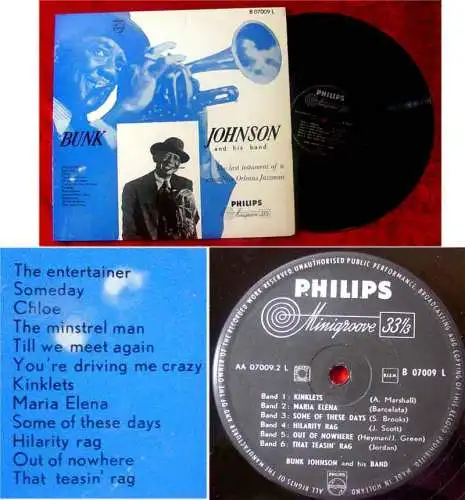 B 07009 L
BUNK
JOHNSON
and his band
The last testament of a
Orleans Jazzman
PHILIPS
Minigroove 33⅓
PHILIPS
The entertainer
Someday
Chloe
The minstrel man
Till we meet again
You're driving me crazy
Kinklets
Maria Elena
Some of these days
Hilarity rag
Out of nowhere
That teasin' rag
PHILIPS
Minigroove 33⅓
AA 07009.2 L
B 07009 L
Band 1 : KINKLETS (A. Marshall)
Band 2 : MARIA ELENA (Barcelata)
Band 3 : SOME OF THESE DAYS (S. Brooks)
Band 4 : HILARITY RAG (J. Scott)
Band 5 : OUT OF NOWHERE (Heyman/J. Green)
Band 6 : THAT TEASIN' RAG (Jordan)
BUNK JOHNSON and his BAND
ALL RIGHTS OF THE MANUFACTURER AND OF THE OWNER OF THE RECORDED WORK RESERVED. UNAUTHORISED PUBLIC PERFORMANCE, BROADCASTING AND COPYING OF
MADE IN HOLLAND